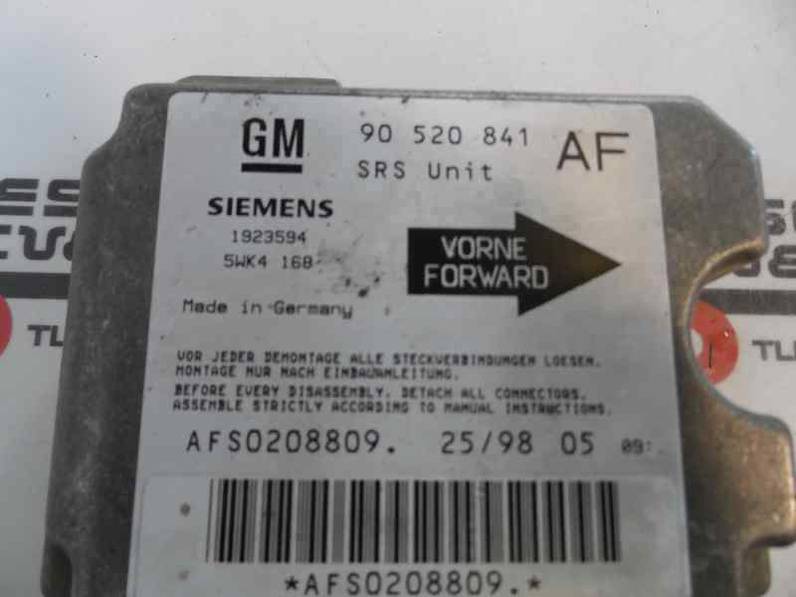 GM 90 520 841 AF
SRS Unit
SIEMENS
1923594
5WK4 168
VORNE
FORWARD
Made in Germany
VOR JEDER DEMONTAGE ALLE STECKVERBINDUNGEN LOESEN.
MONTAGE NUR NACH EINBAUANLEITUNG.
BEFORE EVERY DISASSEMBLY. DETACH ALL CONNECTORS.
ASSEMBLE STRICTLY ACCORDING TO MANUAL INSTRUCTIONS.
AFS0208809. 25/98 05 09:
*AFS0208809.*